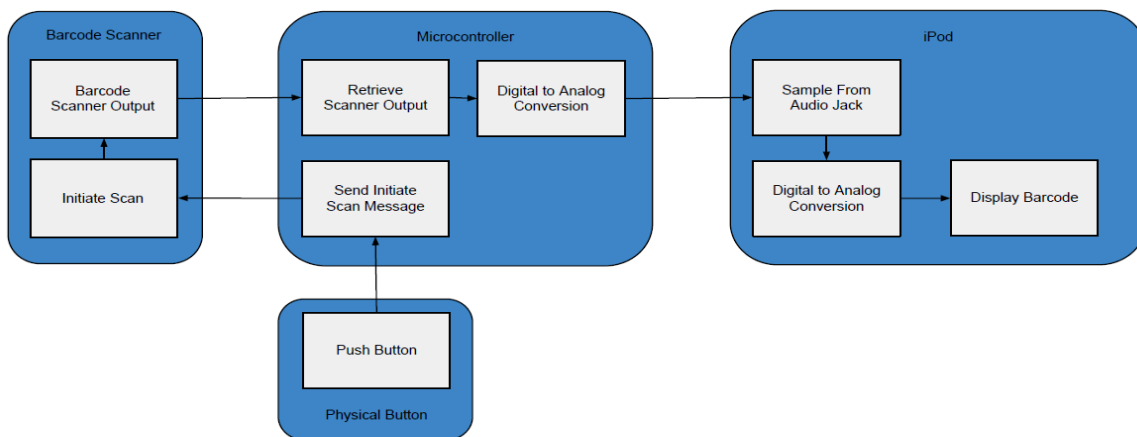 Barcode Scanner
Barcode
Scanner Output
Initiate Scan
Microcontroller
Retrieve
Scanner Output
Digital to Analog
Conversion
Send Initiate
Scan Message
iPod
Sample From
Audio Jack
Digital to Analog
Conversion
Display Barcode
Push Button
Physical Button